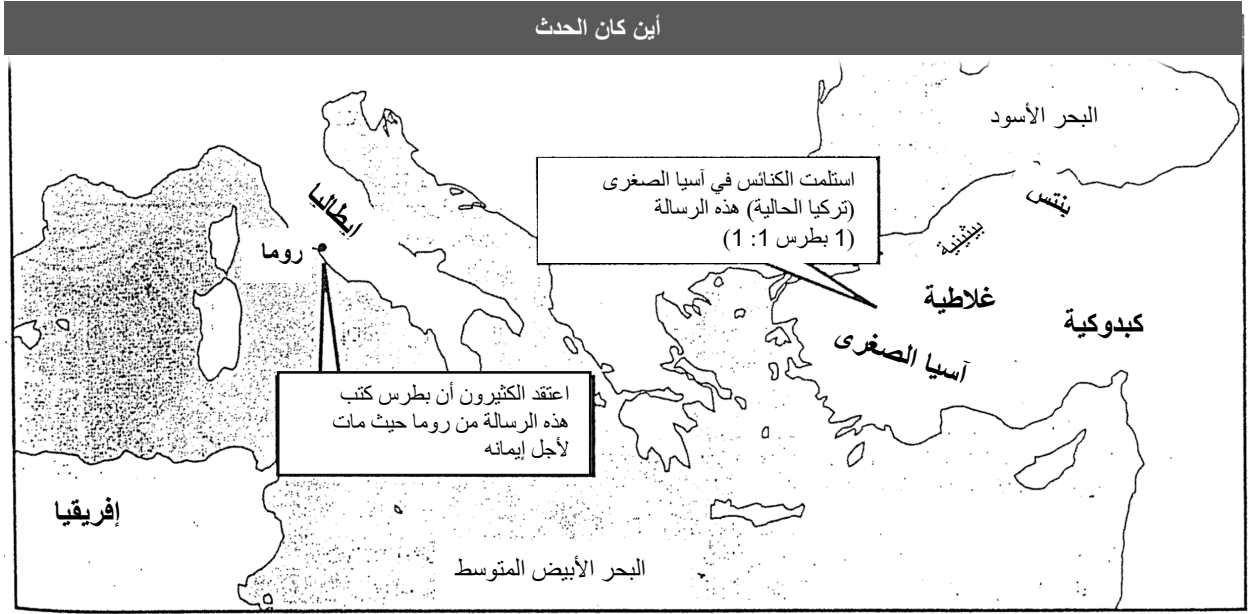 أين كان الحدث
البحر الأسود
استلمت الكنائس في آسيا الصغرى
(تركيا الحالية) هذه الرسالة
(1 بطرس 1: 1)
بنتس
بيثينية
ايطاليا
روما
غلاطية
كبدوكية
آسيا الصغرى
اعتقد الكثيرون أن بطرس كتب
هذه الرسالة من روما حيث مات
لأجل إيمانه
إفريقيا
البحر الأبيض المتوسط